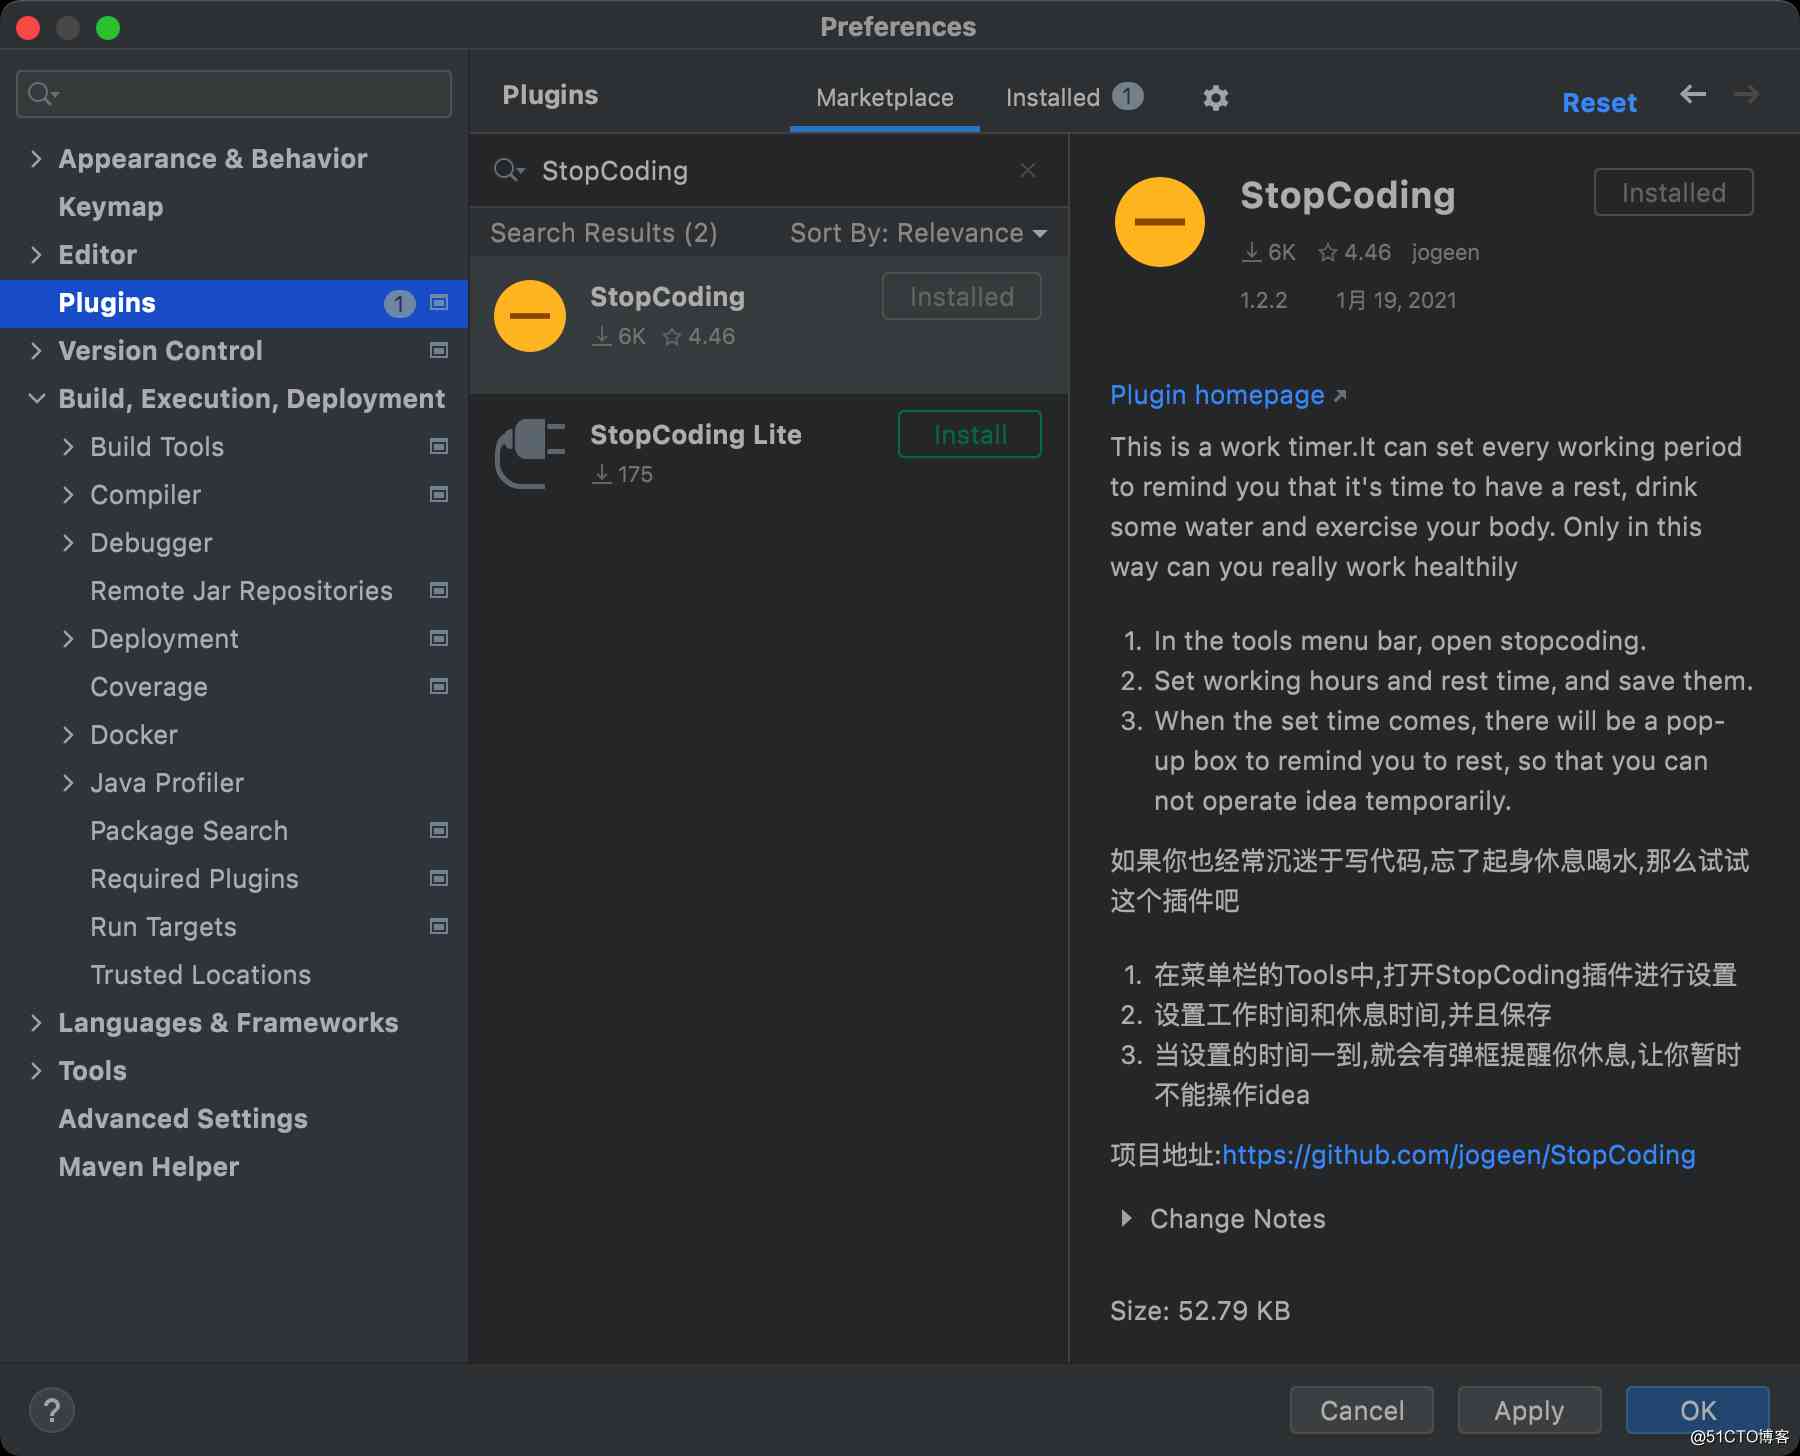 Preferences
Plugins
Marketplace
Installed 1
Reset
Appearance & Behavior
Keymap
Editor
Plugins 1
Version Control
Build, Execution, Deployment
Build Tools
Compiler
Debugger
Remote Jar Repositories
Deployment
Coverage
Docker
Java Profiler
Package Search
Required Plugins
Run Targets
Trusted Locations
Languages & Frameworks
Tools
Advanced Settings
Maven Helper
StopCoding
Search Results (2)
Sort By: Relevance
StopCoding
Installed
6K 4.46
StopCoding Lite
Install
175
StopCoding
Installed
6K 4.46 jogeen
1.2.2 1月 19, 2021
Plugin homepage
This is a work timer.It can set every working period
to remind you that it's time to have a rest, drink
some water and exercise your body. Only in this
way can you really work healthily
1. In the tools menu bar, open stopcoding.
2. Set working hours and rest time, and save them.
3. When the set time comes, there will be a pop-
up box to remind you to rest, so that you can
not operate idea temporarily.
如果你也经常沉迷于写代码,忘了起身休息喝水,那么试试
这个插件吧
1. 在菜单栏的Tools中,打开StopCoding插件进行设置
2. 设置工作时间和休息时间,并且保存
3. 当设置的时间一到,就会有弹框提醒你休息,让你暂时
不能操作idea
项目地址:https://github.com/jogeen/StopCoding
Change Notes
Size: 52.79 KB
?
Cancel
Apply
OK
@51CTO博客